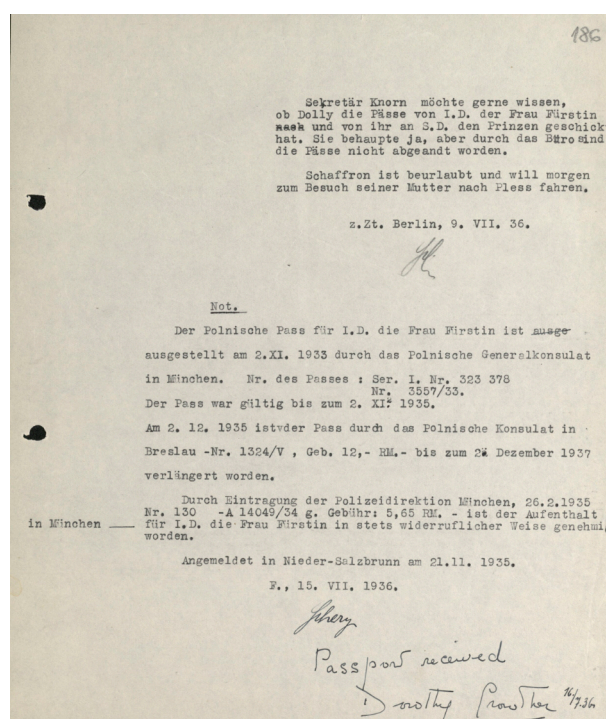 186
Sekretär Knorn möchte gerne wissen,
ob Dolly die Pässe von I.D. der Frau Fürstin
nach und von ihr an S.D. den Prinzen geschick
hat. Sie behaupte ja, aber durch das Büro sind
die Pässe nicht abgeandt worden.
Schaffron ist beurlaubt und will morgen
zum Besuch seiner Mutter nach Pless fahren.
z.Zt. Berlin, 9. VII. 36.
Not.
Der Polnische Pass für I.D. die Frau Fürstin ist ausge
ausgestellt am 2.XI. 1933 durch das Polnische Generalkonsulat
in München. Nr. des Passes : Ser. I. Nr. 323 378
Nr. 3557/33.
Der Pass war gültig bis zum 2. XI. 1935.
Am 2. 12. 1935 istvder Pass durch das Polnische Konsulat in
Breslau -Nr. 1324/V , Geb. 12,- RM.- bis zum 2. Dezember 1937
verlängert worden.
Durch Eintragung der Polizeidirektion München, 26.2.1935
Nr. 130 -A 14049/34 g. Gebühr: 5,65 RM. - ist der Aufenthalt
in München für I.D. die Frau Fürstin in stets widerruflicher Weise genehmi
worden.
Angemeldet in Nieder-Salzbrunn am 21.11. 1935.
F., 15. VII. 1936.
Passport received
Dorothy Crowther 16/7.36